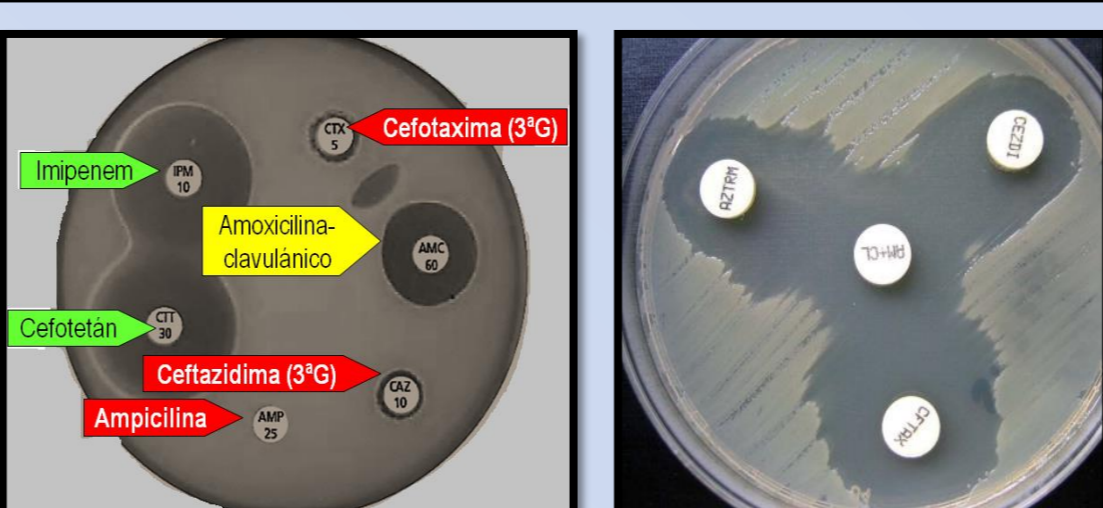 CTX
5
Cefotaxima (3ªG)
Imipenem
IPM
10
Amoxicilina-
clavulánico
AMC
60
Cefotetán
CTT
30
Ceftazidima (3ªG)
CAZ
10
Ampicilina
AMP
25
CEZDI
AZTRM
AM+CL
CFTAX